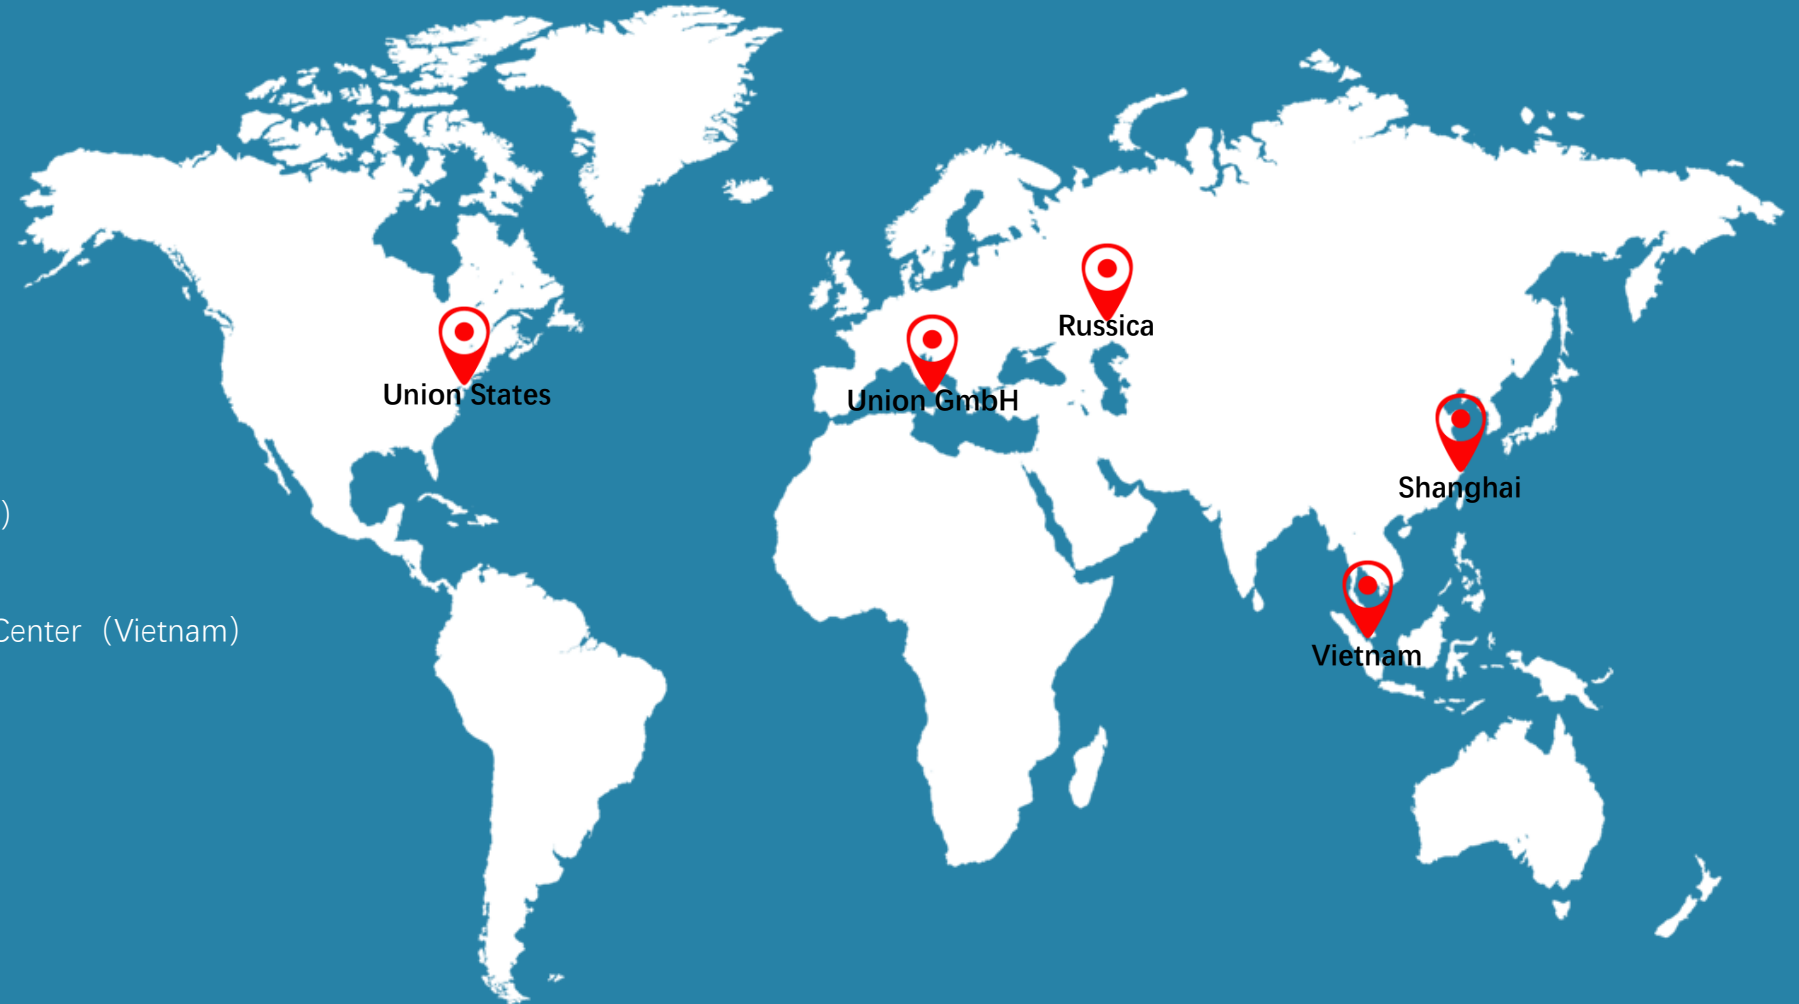 Russica
Union States
Union GmbH
Shanghai
)
Center（Vietnam）
Vietnam